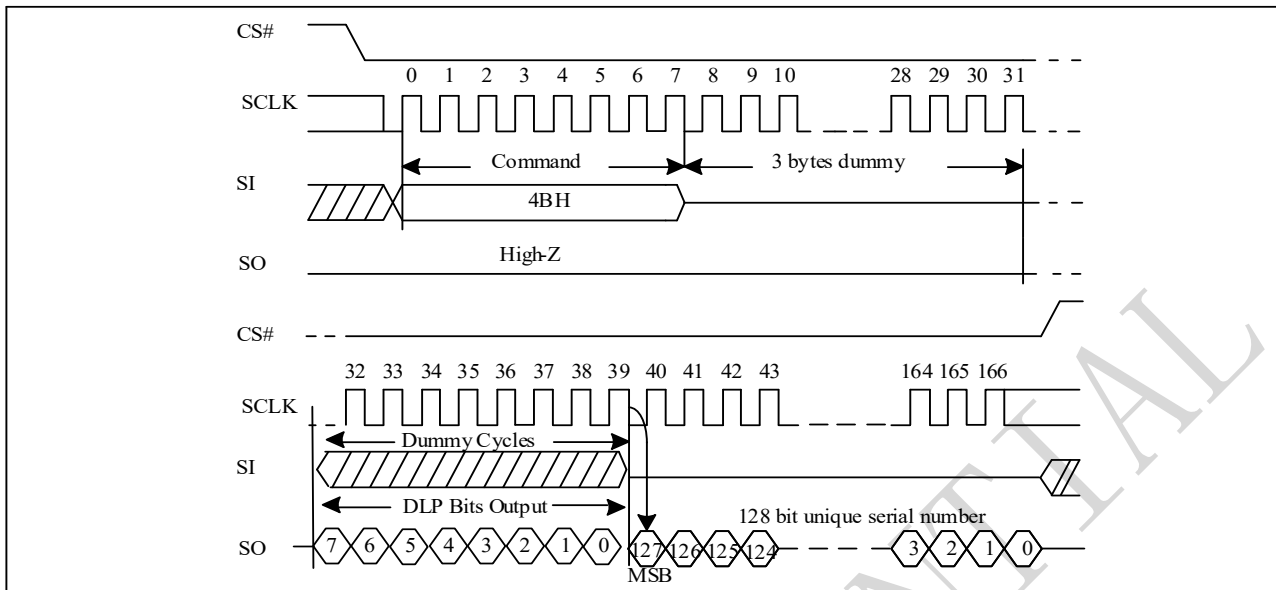 CS#
0 1 2 3 4 5 6 7 8 9 10 28 29 30 31
SCLK
Command 3 bytes dummy
SI
4BH
High-Z
SO
CS#
32 33 34 35 36 37 38 39 40 41 42 43 164 165 166
SCLK
Dummy Cycles
SI
DLP Bits Output
128 bit unique serial number
SO 7 6 5 4 3 2 1 0 127 126 125 124 3 2 1 0
MSB
NTIAL